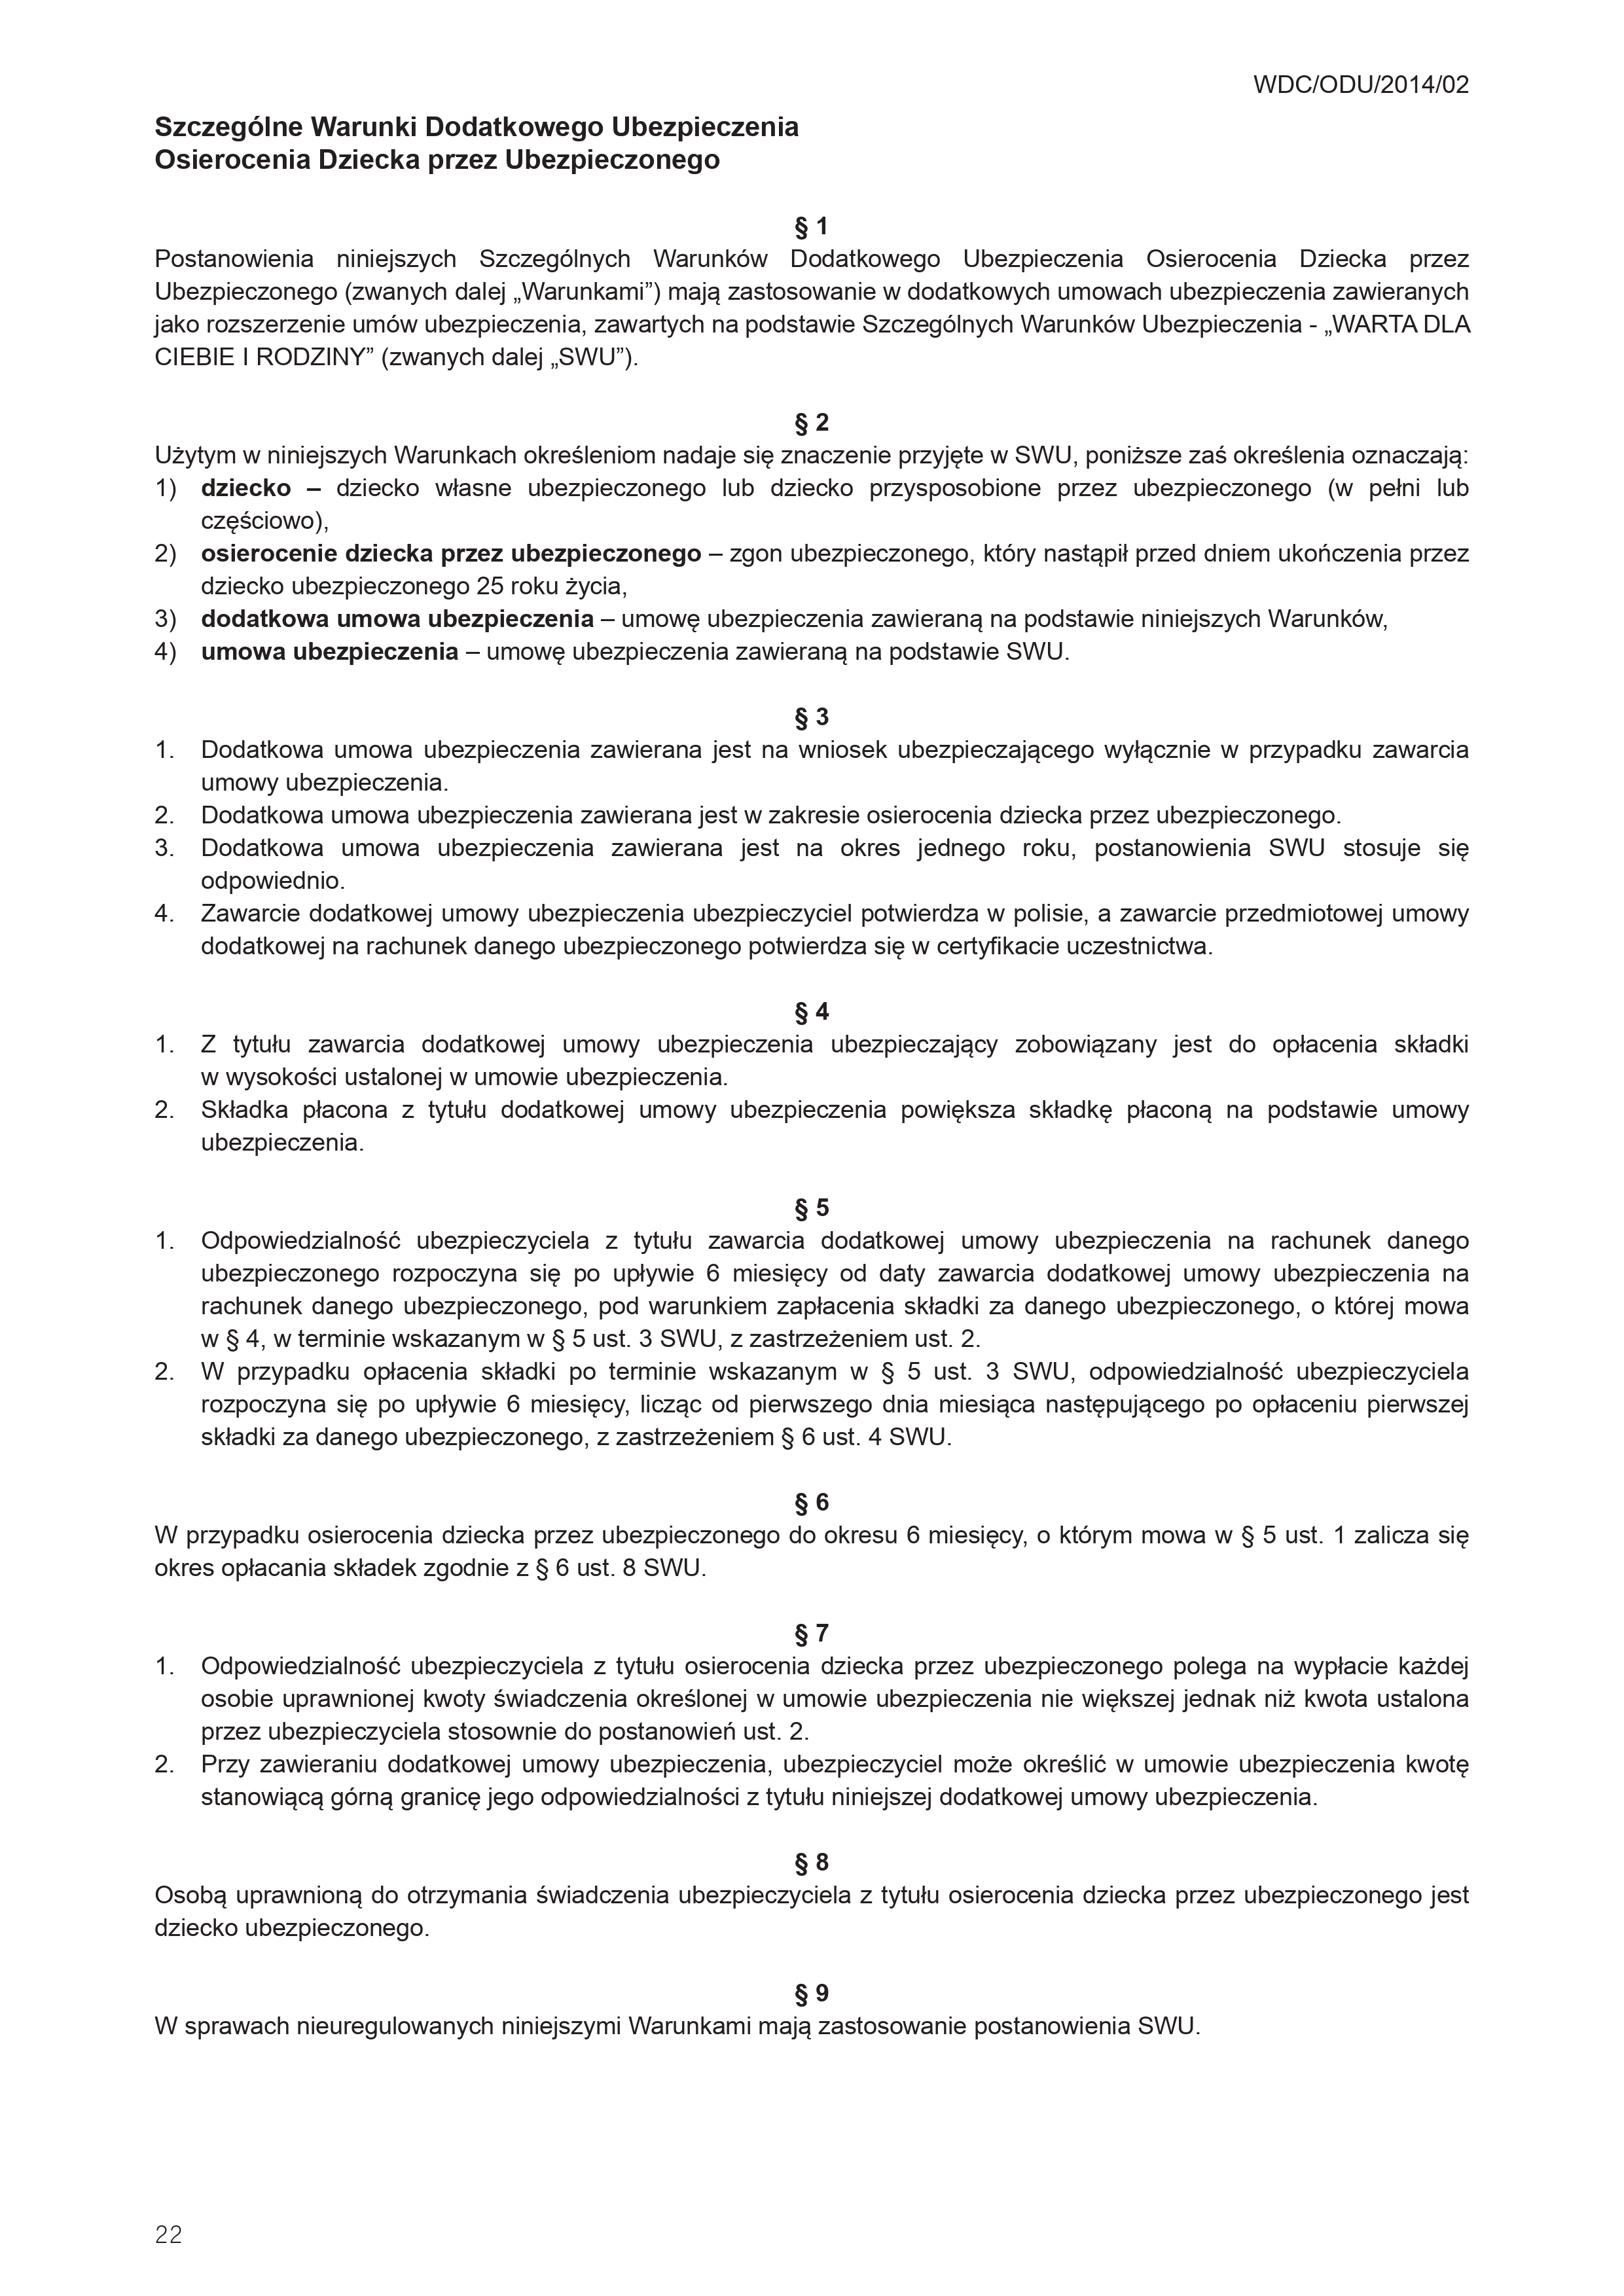 WDC/ODU/2014/02
Szczególne Warunki Dodatkowego Ubezpieczenia
Osierocenia Dziecka przez Ubezpieczonego
§ 1
Postanowienia niniejszych Szczególnych Warunków Dodatkowego Ubezpieczenia Osierocenia Dziecka przez
Ubezpieczonego (zwanych dalej „Warunkami”) mają zastosowanie w dodatkowych umowach ubezpieczenia zawieranych
jako rozszerzenie umów ubezpieczenia, zawartych na podstawie Szczególnych Warunków Ubezpieczenia - „WARTA DLA
CIEBIE I RODZINY” (zwanych dalej „SWU”).
§ 2
Użytym w niniejszych Warunkach określeniom nadaje się znaczenie przyjęte w SWU, poniższe zaś określenia oznaczają:
1) dziecko – dziecko własne ubezpieczonego lub dziecko przysposobione przez ubezpieczonego (w pełni lub
częściowo),
2) osierocenie dziecka przez ubezpieczonego – zgon ubezpieczonego, który nastąpił przed dniem ukończenia przez
dziecko ubezpieczonego 25 roku życia,
3) dodatkowa umowa ubezpieczenia – umowę ubezpieczenia zawieraną na podstawie niniejszych Warunków,
4) umowa ubezpieczenia – umowę ubezpieczenia zawieraną na podstawie SWU.
§ 3
1. Dodatkowa umowa ubezpieczenia zawierana jest na wniosek ubezpieczającego wyłącznie w przypadku zawarcia
umowy ubezpieczenia.
2. Dodatkowa umowa ubezpieczenia zawierana jest w zakresie osierocenia dziecka przez ubezpieczonego.
3. Dodatkowa umowa ubezpieczenia zawierana jest na okres jednego roku, postanowienia SWU stosuje się
odpowiednio.
4. Zawarcie dodatkowej umowy ubezpieczenia ubezpieczyciel potwierdza w polisie, a zawarcie przedmiotowej umowy
dodatkowej na rachunek danego ubezpieczonego potwierdza się w certyfikacie uczestnictwa.
§ 4
1. Z tytułu zawarcia dodatkowej umowy ubezpieczenia ubezpieczający zobowiązany jest do opłacenia składki
w wysokości ustalonej w umowie ubezpieczenia.
2. Składka płacona z tytułu dodatkowej umowy ubezpieczenia powiększa składkę płaconą na podstawie umowy
ubezpieczenia.
§ 5
1. Odpowiedzialność ubezpieczyciela z tytułu zawarcia dodatkowej umowy ubezpieczenia na rachunek danego
ubezpieczonego rozpoczyna się po upływie 6 miesięcy od daty zawarcia dodatkowej umowy ubezpieczenia na
rachunek danego ubezpieczonego, pod warunkiem zapłacenia składki za danego ubezpieczonego, o której mowa
w § 4, w terminie wskazanym w § 5 ust. 3 SWU, z zastrzeżeniem ust. 2.
2. W przypadku opłacenia składki po terminie wskazanym w § 5 ust. 3 SWU, odpowiedzialność ubezpieczyciela
rozpoczyna się po upływie 6 miesięcy, licząc od pierwszego dnia miesiąca następującego po opłaceniu pierwszej
składki za danego ubezpieczonego, z zastrzeżeniem § 6 ust. 4 SWU.
§ 6
W przypadku osierocenia dziecka przez ubezpieczonego do okresu 6 miesięcy, o którym mowa w § 5 ust. 1 zalicza się
okres opłacania składek zgodnie z § 6 ust. 8 SWU.
§ 7
1. Odpowiedzialność ubezpieczyciela z tytułu osierocenia dziecka przez ubezpieczonego polega na wypłacie każdej
osobie uprawnionej kwoty świadczenia określonej w umowie ubezpieczenia nie większej jednak niż kwota ustalona
przez ubezpieczyciela stosownie do postanowień ust. 2.
2. Przy zawieraniu dodatkowej umowy ubezpieczenia, ubezpieczyciel może określić w umowie ubezpieczenia kwotę
stanowiącą górną granicę jego odpowiedzialności z tytułu niniejszej dodatkowej umowy ubezpieczenia.
§ 8
Osobą uprawnioną do otrzymania świadczenia ubezpieczyciela z tytułu osierocenia dziecka przez ubezpieczonego jest
dziecko ubezpieczonego.
§ 9
W sprawach nieuregulowanych niniejszymi Warunkami mają zastosowanie postanowienia SWU.
22